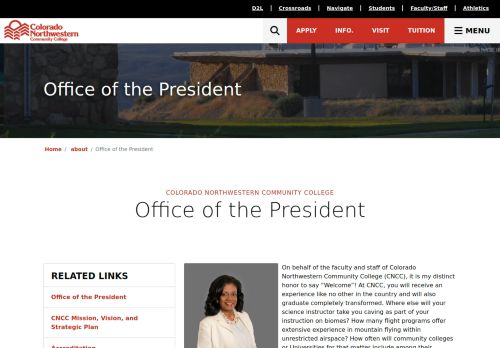 D2L | Crossroads | Navigate | Students | Faculty/Staff | Athletics
Colorado
Northwestern
Community College
APPLY INFO. VISIT TUITION MENU
Office of the President
Home / about / Office of the President
COLORADO NORTHWESTERN COMMUNITY COLLEGE
Office of the President
RELATED LINKS
Office of the President
CNCC Mission, Vision, and
Strategic Plan
Accreditation
On behalf of the faculty and staff of Colorado
Northwestern Community College (CNCC), it is my distinct
honor to say “Welcome”! At CNCC, you will receive an
experience like no other in the country and will also
graduate completely transformed. Where else will your
science instructor take you caving as part of your
instruction on biomes? How many flight programs offer
extensive experience in mountain flying within
unrestricted airspace? How often will community colleges
or Universities for that matter include among their